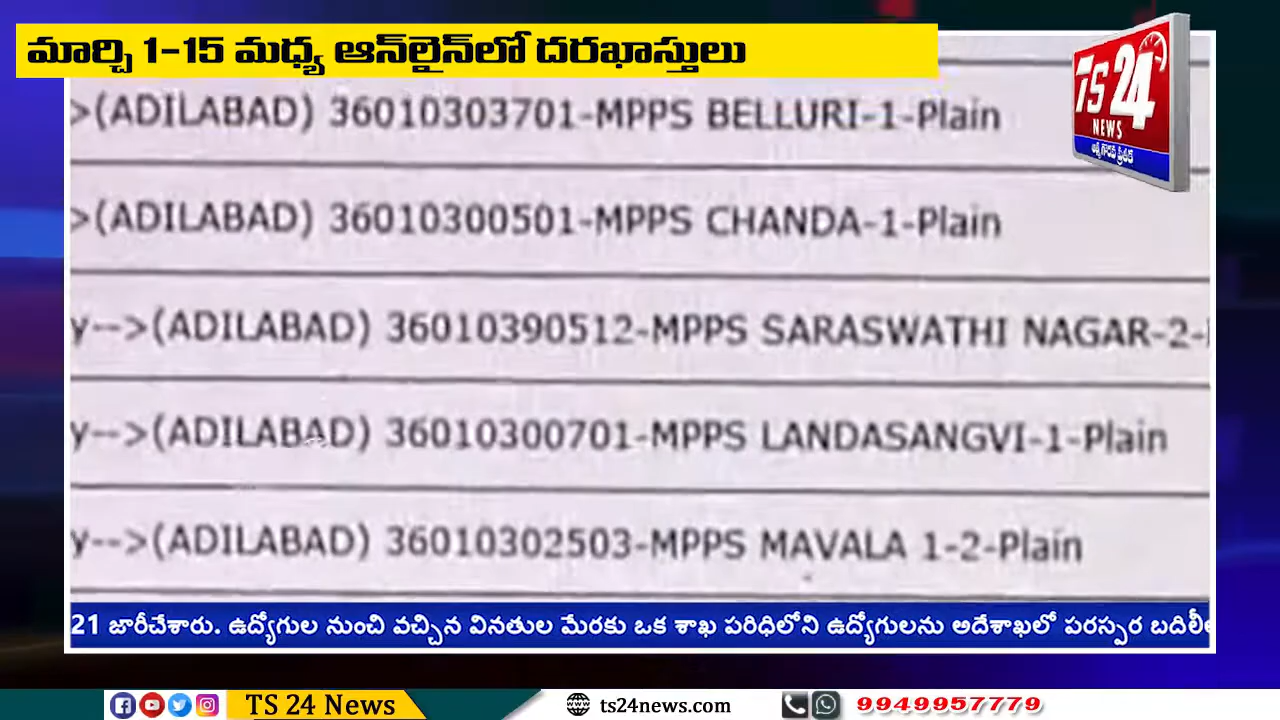 మార్చి 1-15 మధ్య ఆన్‌లైన్‌లో దరఖాస్తులు
TS 24
NEWS
>(ADILABAD) 36010303701-MPPS BELLURI-1-Plain
>(ADILABAD) 36010300501-MPPS CHANDA-1-Plain
y-->(ADILABAD) 36010390512-MPPS SARASWATHI NAGAR-2-
y-->(ADILABAD) 36010300701-MPPS LANDASANGVI-1-Plain
y-->(ADILABAD) 36010302503-MPPS MAVALA 1-2-Plain
21 జారీచేశారు. ఉద్యోగుల నుంచి వచ్చిన వినతుల మేరకు ఒక శాఖ పరిధిలోని ఉద్యోగులను అదేశాఖలో పరస్పర
TS 24 News
ts24news.com
9949957779